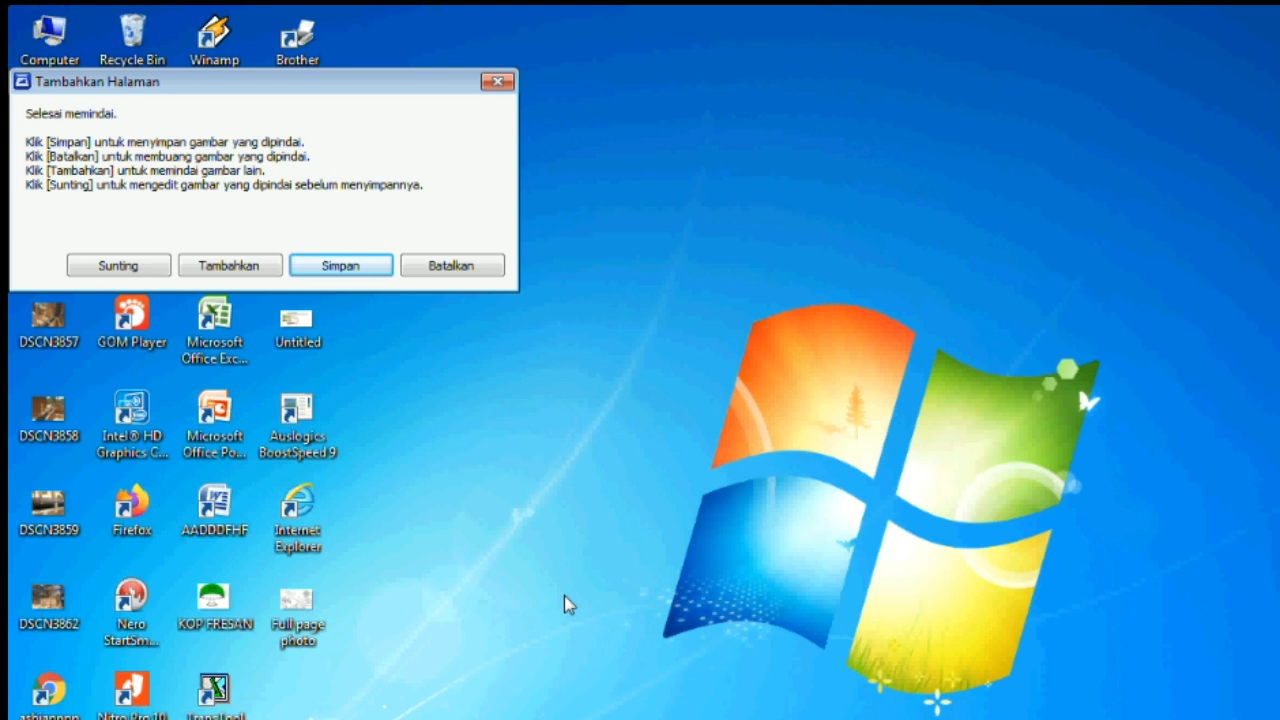 Computer
Recycle Bin
Winamp
Brother
Tambahkan Halaman
Selesai memindai.
Klik [Simpan] untuk menyimpan gambar yang dipindai.
Klik [Batalkan] untuk membuang gambar yang dipindai.
Klik [Tambahkan] untuk memindai gambar lain.
Klik [Sunting] untuk mengedit gambar yang dipindai sebelum menyimpannya.
Sunting
Tambahkan
Simpan
Batalkan
DSCN3857
GOM Player
Microsoft
Office Exc...
Untitled
DSCN3858
Intel® HD
Graphics C...
Microsoft
Office Po...
Auslogics
BoostSpeed 9
DSCN3859
Firefox
AADDDFHF
Internet
Explorer
DSCN3862
Nero
StartSm...
KOP FRESAN
Full page
photo
Nitro Pro 10